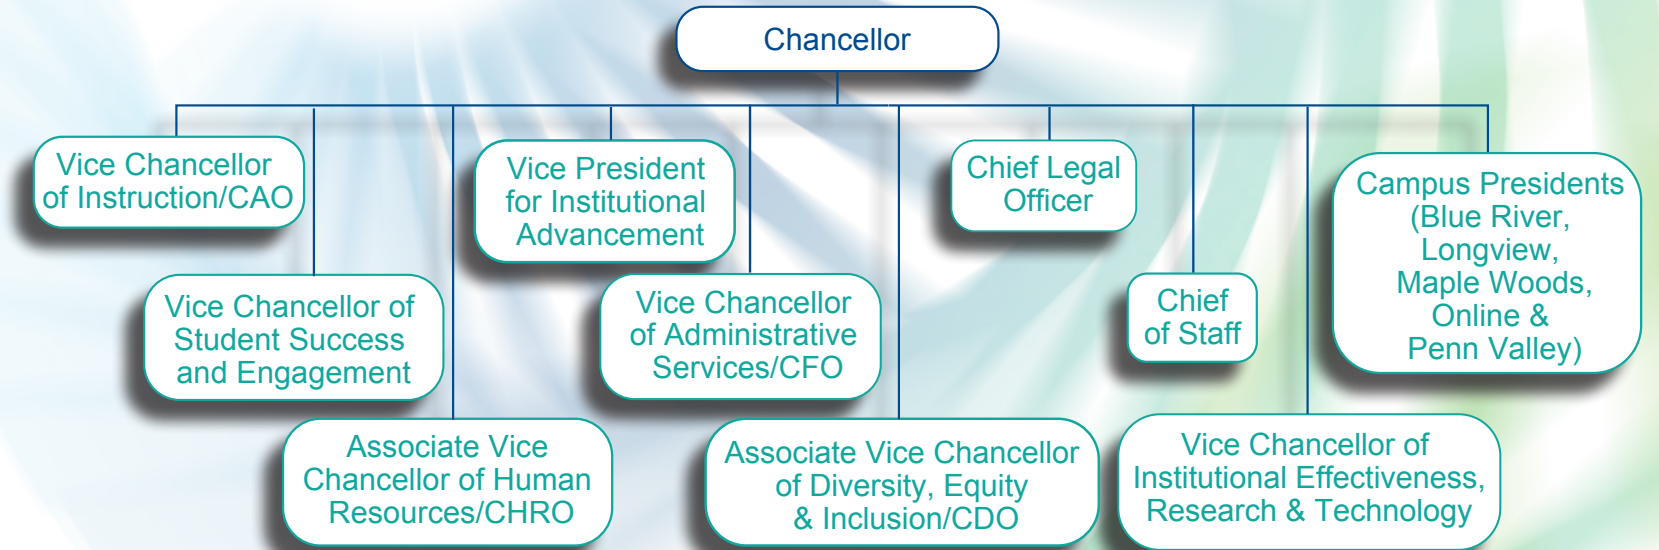 Chancellor
Vice Chancellor
of Instruction/CAO
Vice Chancellor of
Student Success
and Engagement
Associate Vice
Chancellor of Human
Resources/CHRO
Vice President
for Institutional
Advancement
Vice Chancellor
of Administrative
Services/CFO
Associate Vice Chancellor
of Diversity, Equity
& Inclusion/CDO
Chief Legal
Officer
Chief
of Staff
Vice Chancellor of
Institutional Effectiveness,
Research & Technology
Campus Presidents
(Blue River,
Longview,
Maple Woods,
Online &
Penn Valley)